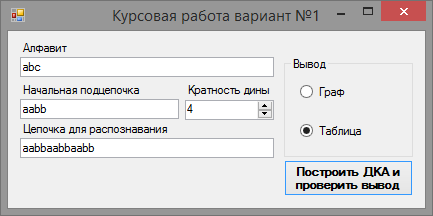 Курсовая работа вариант №1
Алфавит
abc
Начальная подцепочка
Кратность дины
aabb
4
Цепочка для распознавания
aabbaabbaabb
Вывод
Граф
Таблица
Построить ДКА и
проверить вывод